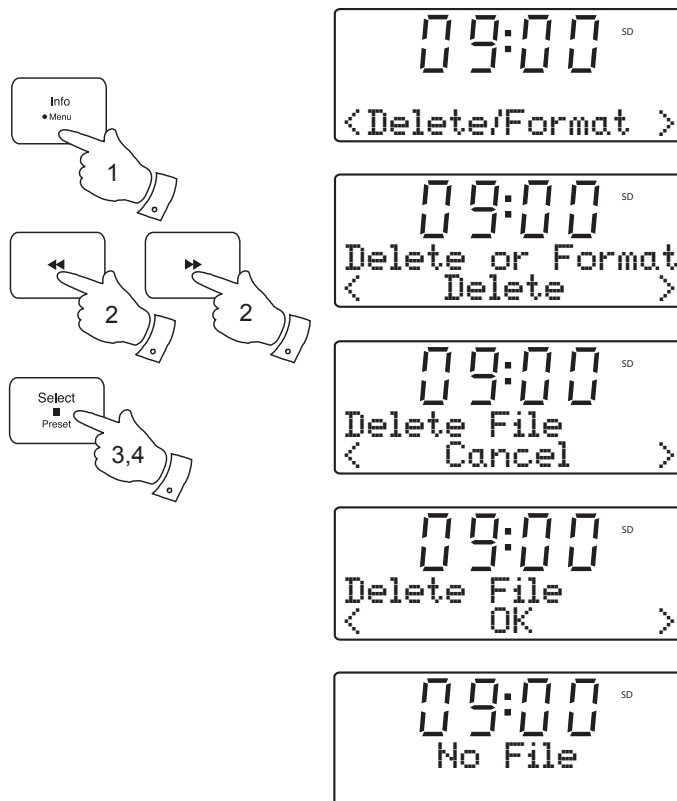 Info
● Menu
1
◀◀
▶▶
2
2
Select
■
Preset
3,4
09:00 SD
<Delete/Format >
09:00 SD
Delete or Format
< Delete >
09:00 SD
Delete File
< Cancel >
09:00 SD
Delete File
< OK >
09:00 SD
No File